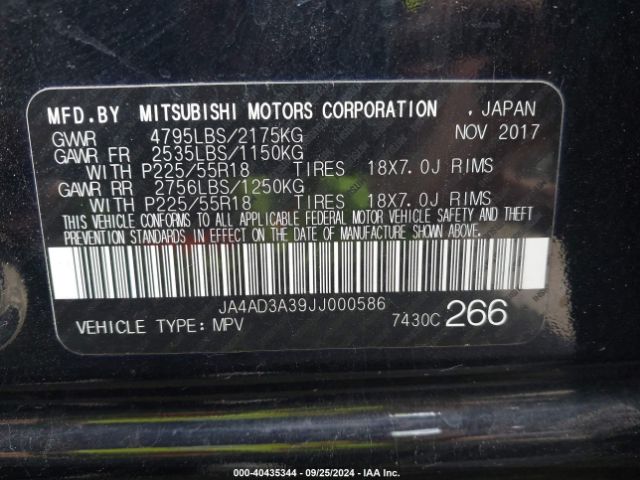 MFD.BY MITSUBISHI MOTORS CORPORATION , JAPAN
GVWR 4795LBS/2175KG NOV 2017
GAWR FR 2535LBS/1150KG
WITH P225/55R18 TIRES 18X7.0J RIMS
GAWR RR 2756LBS/1250KG
WITH P225/55R18 TIRES 18X7.0J RIMS
THIS VEHICLE CONFORMS TO ALL APPLICABLE FEDERAL MOTOR VEHICLE SAFETY AND THEFT
PREVENTION STANDARDS IN EFFECT ON THE DATE OF MANUFACTURE SHOWN ABOVE.
JA4AD3A39JJ000586
VEHICLE TYPE: MPV 7430C 266
000-40435344 - 09/25/2024 - IAA Inc.